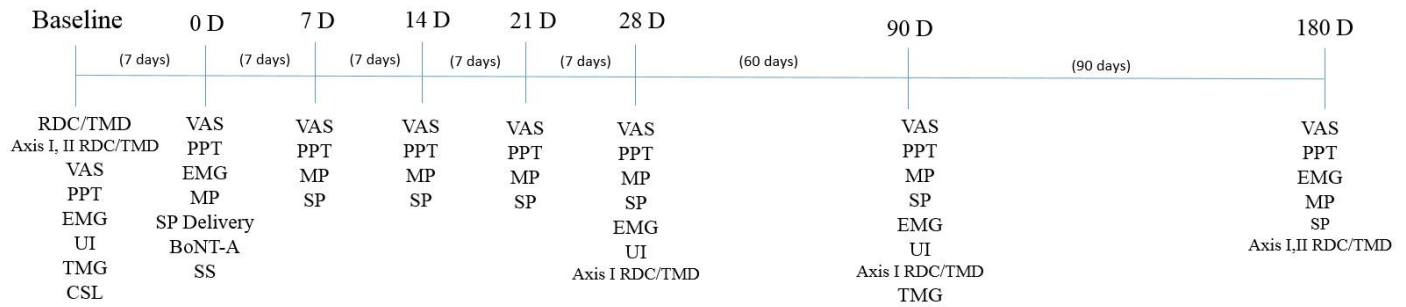 Baseline
0 D
7 D
14 D
21 D
28 D
90 D
180 D
(7 days)
(7 days)
(7 days)
(7 days)
(7 days)
(60 days)
(90 days)
RDC/TMD
Axis I, II RDC/TMD
VAS
PPT
EMG
UI
TMG
CSL
VAS
PPT
EMG
MP
SP Delivery
BoNT-A
SS
VAS
PPT
MP
SP
VAS
PPT
MP
SP
VAS
PPT
MP
SP
VAS
PPT
MP
SP
EMG
UI
Axis I RDC/TMD
VAS
PPT
MP
SP
EMG
UI
Axis I RDC/TMD
TMG
VAS
PPT
EMG
MP
SP
Axis I,II RDC/TMD